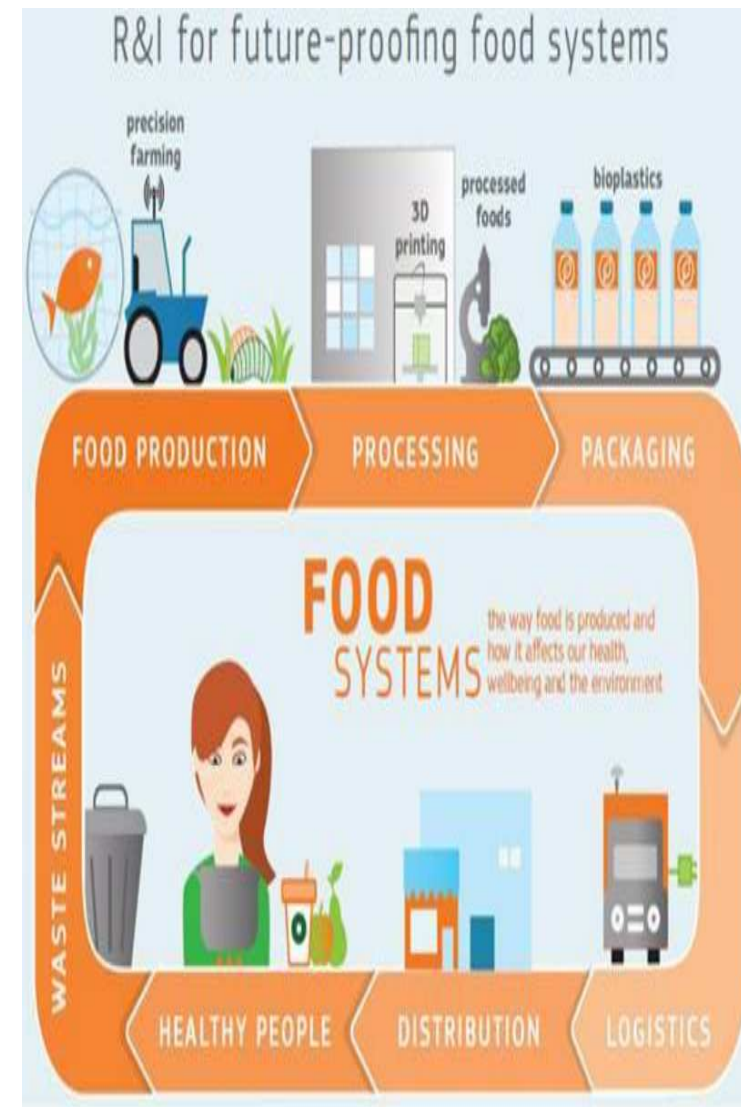 R&I for future-proofing food systems
precision
farming
3D
printing
processed
foods
bioplastics
FOOD PRODUCTION
PROCESSING
PACKAGING
FOOD
SYSTEMS
the way food is produced and
how it affects our health,
wellbeing and the environment
WASTE STREAMS
HEALTHY PEOPLE
DISTRIBUTION
LOGISTICS